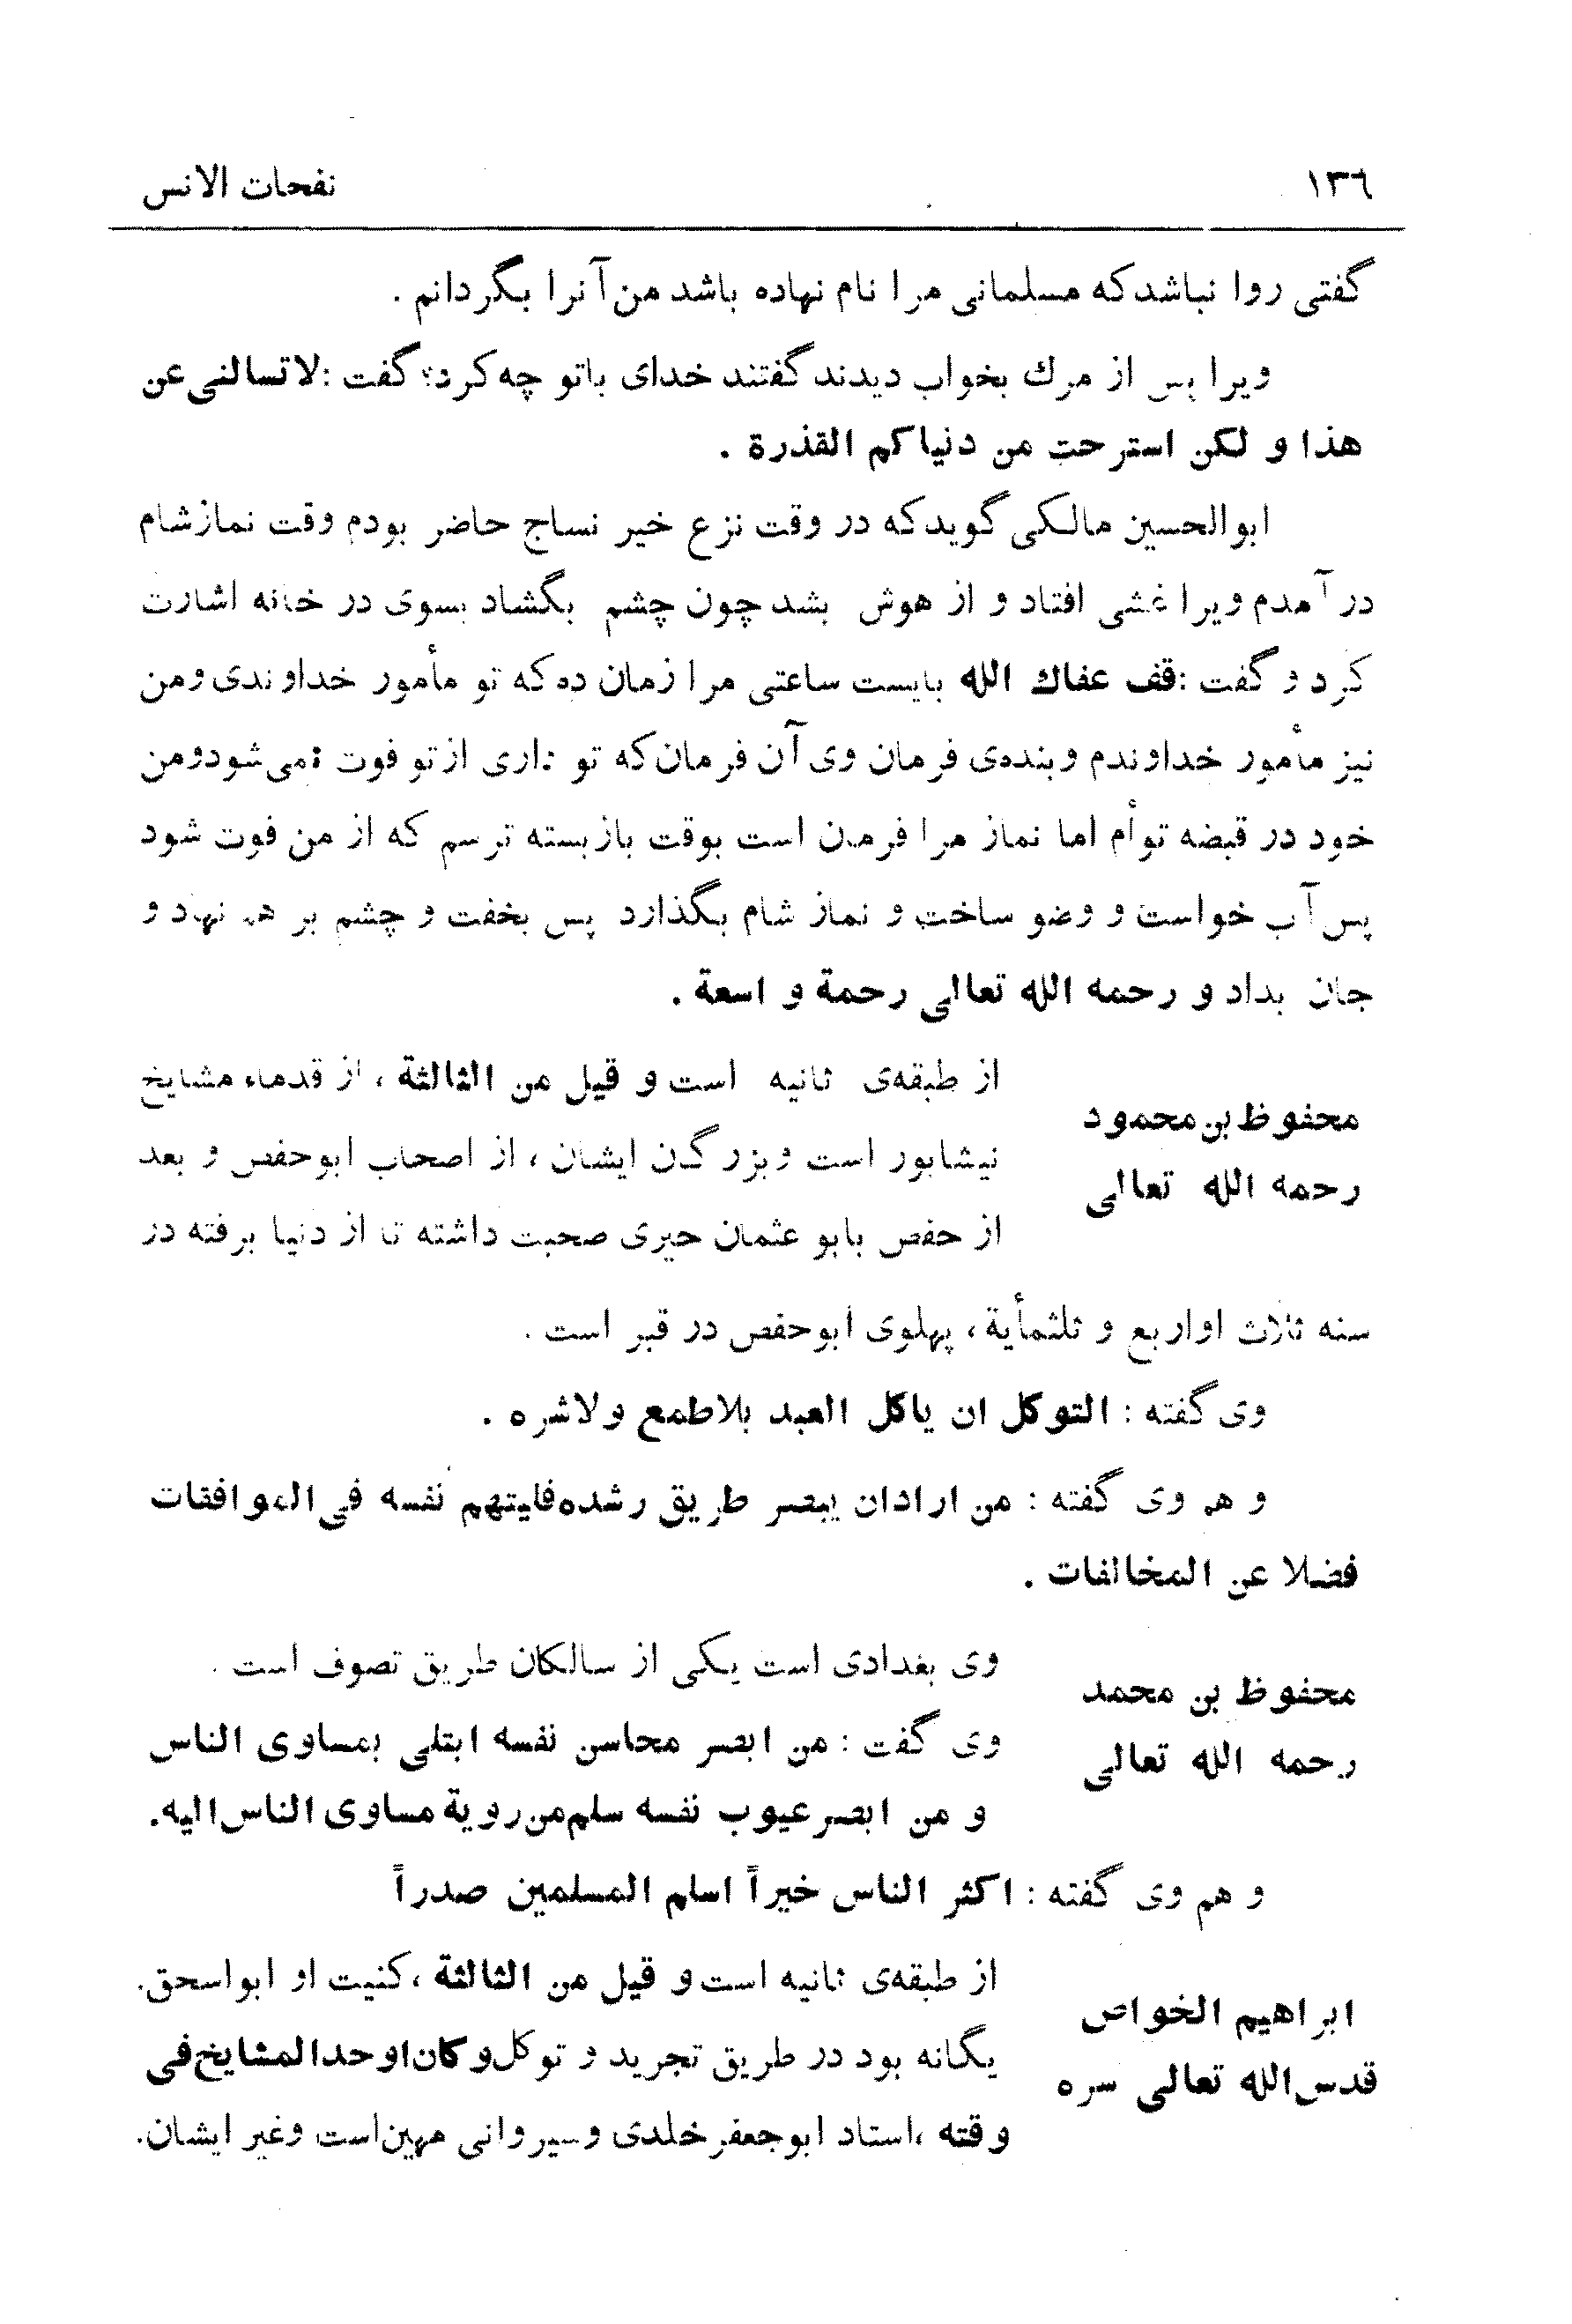 ١٣٦ نفحات الانس
گفتی روا نباشد که مسلمانی مرا نام نهاده باشد من آنرا بگردانم .
ویرا پس از مرك بخواب دیدند گفتند خدای باتو چه کرد؟ گفت : لاتسالنی عن
هذا و لکن استرحت من دنیاکم القذرة .
ابوالحسین مالکی گوید که در وقت نزع خیر نساج حاضر بودم وقت نمازشام
درآمدم ویرا غشی افتاد و از هوش بشد چون چشم بگشاد بسوی در خانه اشارت
کرد و گفت : قف عفاك الله بایست ساعتی مرا زمان ده که تو مأمور خداوندی ومن
نیز مأمور خداوندم وبنده‌ی فرمان وی آن فرمان که تو داری ازتو فوت نمی‌شودومن
خود در قبضه توأم اما نماز مرا فرمان است بوقت بازبسته ترسم که از من فوت شود
پس آب خواست و وضو ساخت و نماز شام بگذارد پس بخفت و چشم بر هم نهاد و
جان بداد و رحمه الله تعالی رحمة و اسعة .
محفوظ بن محمود
رحمه الله تعالی
از طبقه‌ی ثانیه است و قیل من الثالثة ، از قدماء مشایخ
نیشابور است وبزرگان ایشان ، از اصحاب ابوحفص و بعد
از حفص بابو عثمان حیری صحبت داشته تا از دنیا برفته در
سنه ثلاث اواربع و ثلثمأیة ، پهلوی ابوحفص در قبر است .
وی گفته : التوکل ان یاکل العبد بلاطمع ولاشره .
و هم وی گفته : من ارادان یبصر طریق رشده‌فلیتهم نفسه فی الموافقات
فضلا عن المخالفات .
محفوظ بن محمد
رحمه الله تعالی
وی بغدادی است یکی از سالکان طریق تصوف است .
وی گفت : من ابصر محاسن نفسه ابتلی بمساوی الناس
و من ابصر عیوب نفسه سلم من رویة مساوی الناس الیه.
و هم وی گفته : اکثر الناس خیراً اسلم المسلمین صدراً
ابراهیم الخواص
قدس الله تعالی سره
از طبقه‌ی ثانیه است و قیل من الثالثة ، کنیت او ابواسحق.
یگانه بود در طریق تجرید و توکل وکان اوحدالمشایخ فی
وقته ، استاد ابوجعفر خلدی وسیروانی مهین است وغیر ایشان.